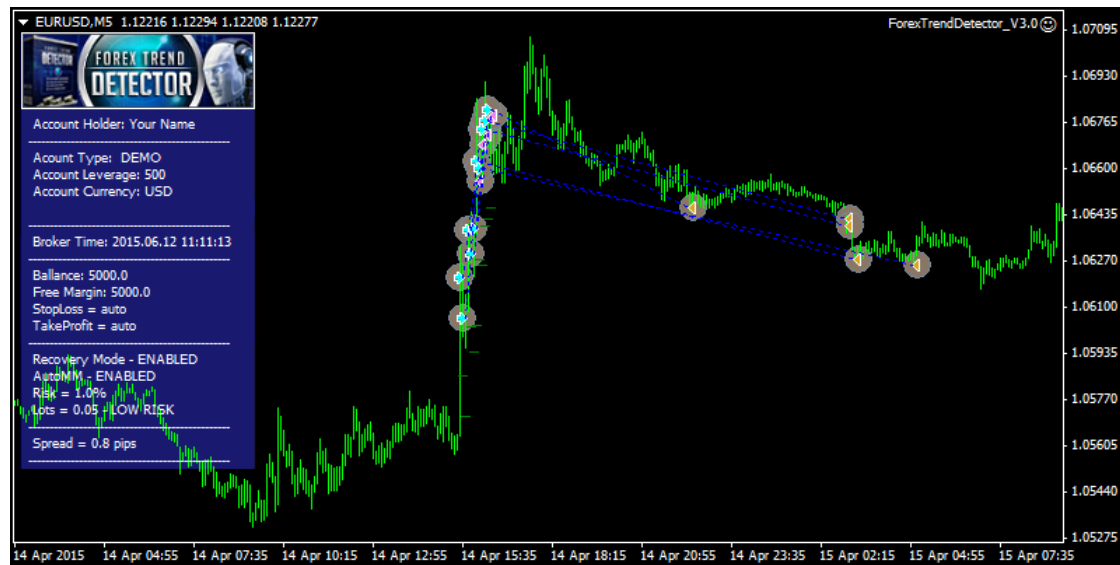 EURUSD,M5 1.12216 1.12294 1.12208 1.12277
ForexTrendDetector_V3.0
DETECTOR
FOREX TREND
DETECTOR
Account Holder: Your Name
Acount Type: DEMO
Account Leverage: 500
Account Currency: USD
Broker Time: 2015.06.12 11:11:13
Ballance: 5000.0
Free Margin: 5000.0
StopLoss = auto
TakeProfit = auto
Recovery Mode - ENABLED
AutoMM - ENABLED
Risk = 1.0%
Lots = 0.05 - LOW RISK
Spread = 0.8 pips
1.07095
1.06930
1.06765
1.06600
1.06435
1.06270
1.06100
1.05935
1.05770
1.05605
1.05440
1.05275
14 Apr 2015 14 Apr 04:55 14 Apr 07:35 14 Apr 10:15 14 Apr 12:55 14 Apr 15:35 14 Apr 18:15 14 Apr 20:55 14 Apr 23:35 15 Apr 02:15 15 Apr 04:55 15 Apr 07:35